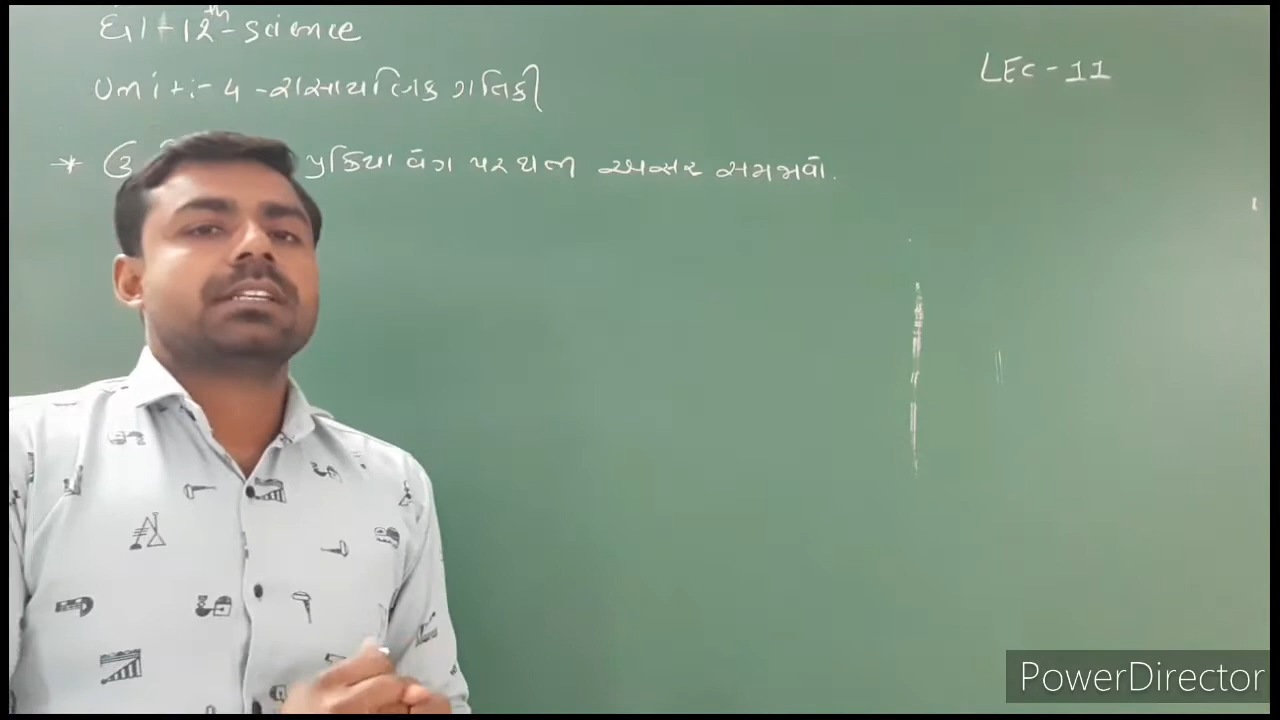 ધો-12th-science
LEC-11
Unit:-4 -રાસાયણિક ગતિકી
* ઉ પ્રક્રિયા વેગ પર થતી અસર સમજાવો.
PowerDirector